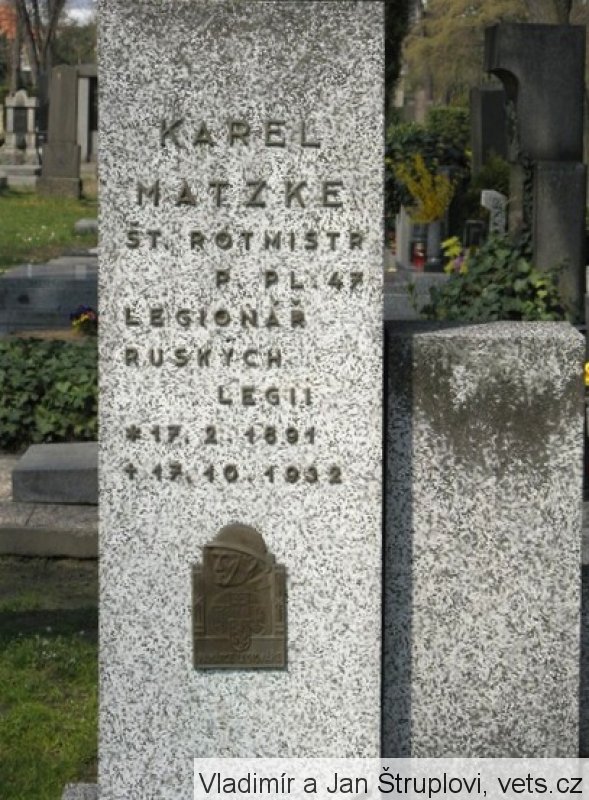 KAREL
MATZKE
ŠT. ROTMISTR
P. PL. 47
LEGIONÁŘ
RUSKÝCH
LEGII
* 17. 2. 1891
† 17. 10. 1932
Vladimír a Jan Štruplovi, vets.cz